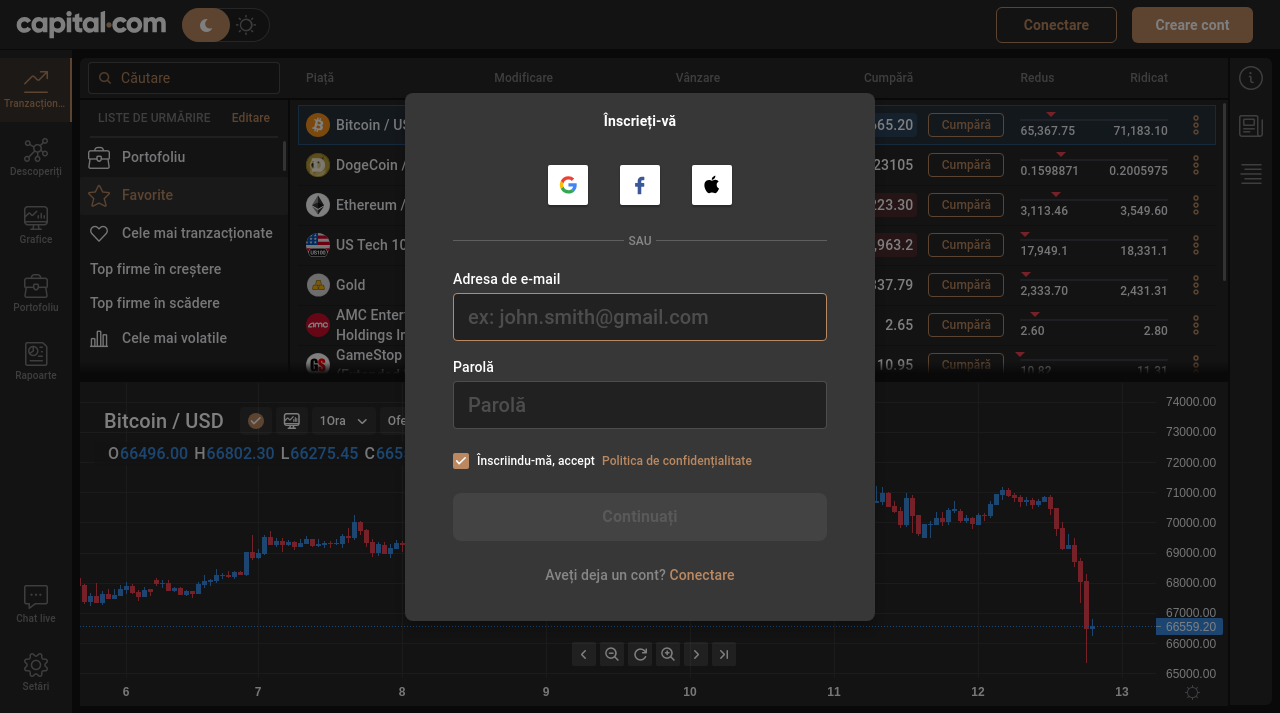 capital.com
Conectare
Creare cont
Tranzacțion...
Descoperiți
Grafice
Portofoliu
Rapoarte
Chat live
Setări
Căutare
LISTE DE URMĂRIRE Editare
Portofoliu
Favorite
Cele mai tranzacționate
Top firme în creștere
Top firme în scădere
Cele mai volatile
Piață Modificare Vânzare Cumpără Redus Ridicat
Bitcoin / US 65.20 Cumpără 65,367.75 71,183.10
DogeCoin / 23105 Cumpără 0.1598871 0.2005975
Ethereum / 223.30 Cumpără 3,113.46 3,549.60
US Tech 10 ,963.2 Cumpără 17,949.1 18,331.1
Gold 337.79 Cumpără 2,333.70 2,431.31
AMC Enter
Holdings In 2.65 Cumpără 2.60 2.80
GameStop 10.95 Cumpără 10.82 11.31
Înscrieți-vă
SAU
Adresa de e-mail
ex: john.smith@gmail.com
Parolă
Parolă
Înscriindu-mă, accept Politica de confidențialitate
Continuați
Aveți deja un cont? Conectare
Bitcoin / USD 1Ora Ofe
O66496.00 H66802.30 L66275.45 C665
74000.00
73000.00
72000.00
71000.00
70000.00
69000.00
68000.00
67000.00
66559.20
66000.00
65000.00
6 7 8 9 10 11 12 13